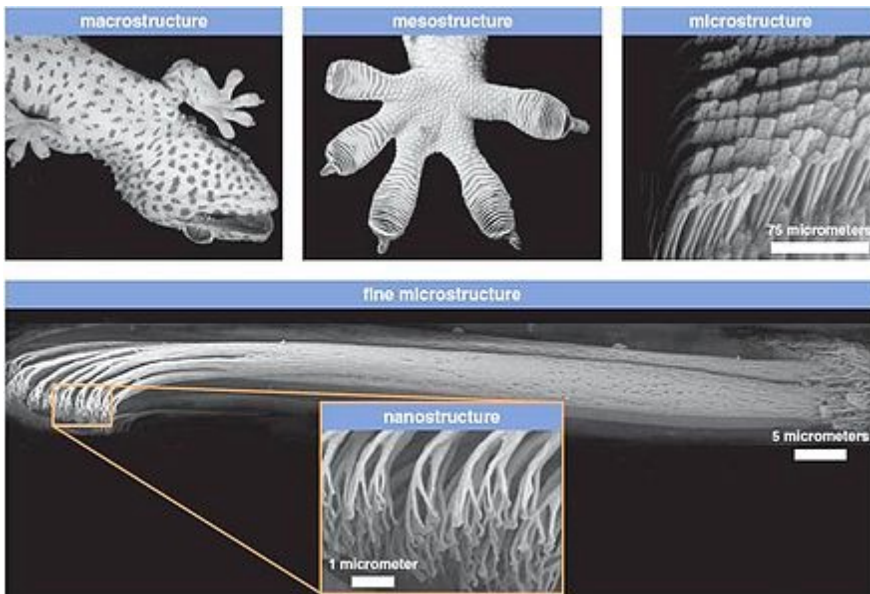 macrostructure
mesostructure
microstructure
75 micrometers
fine microstructure
nanostructure
5 micrometers
1 micrometer